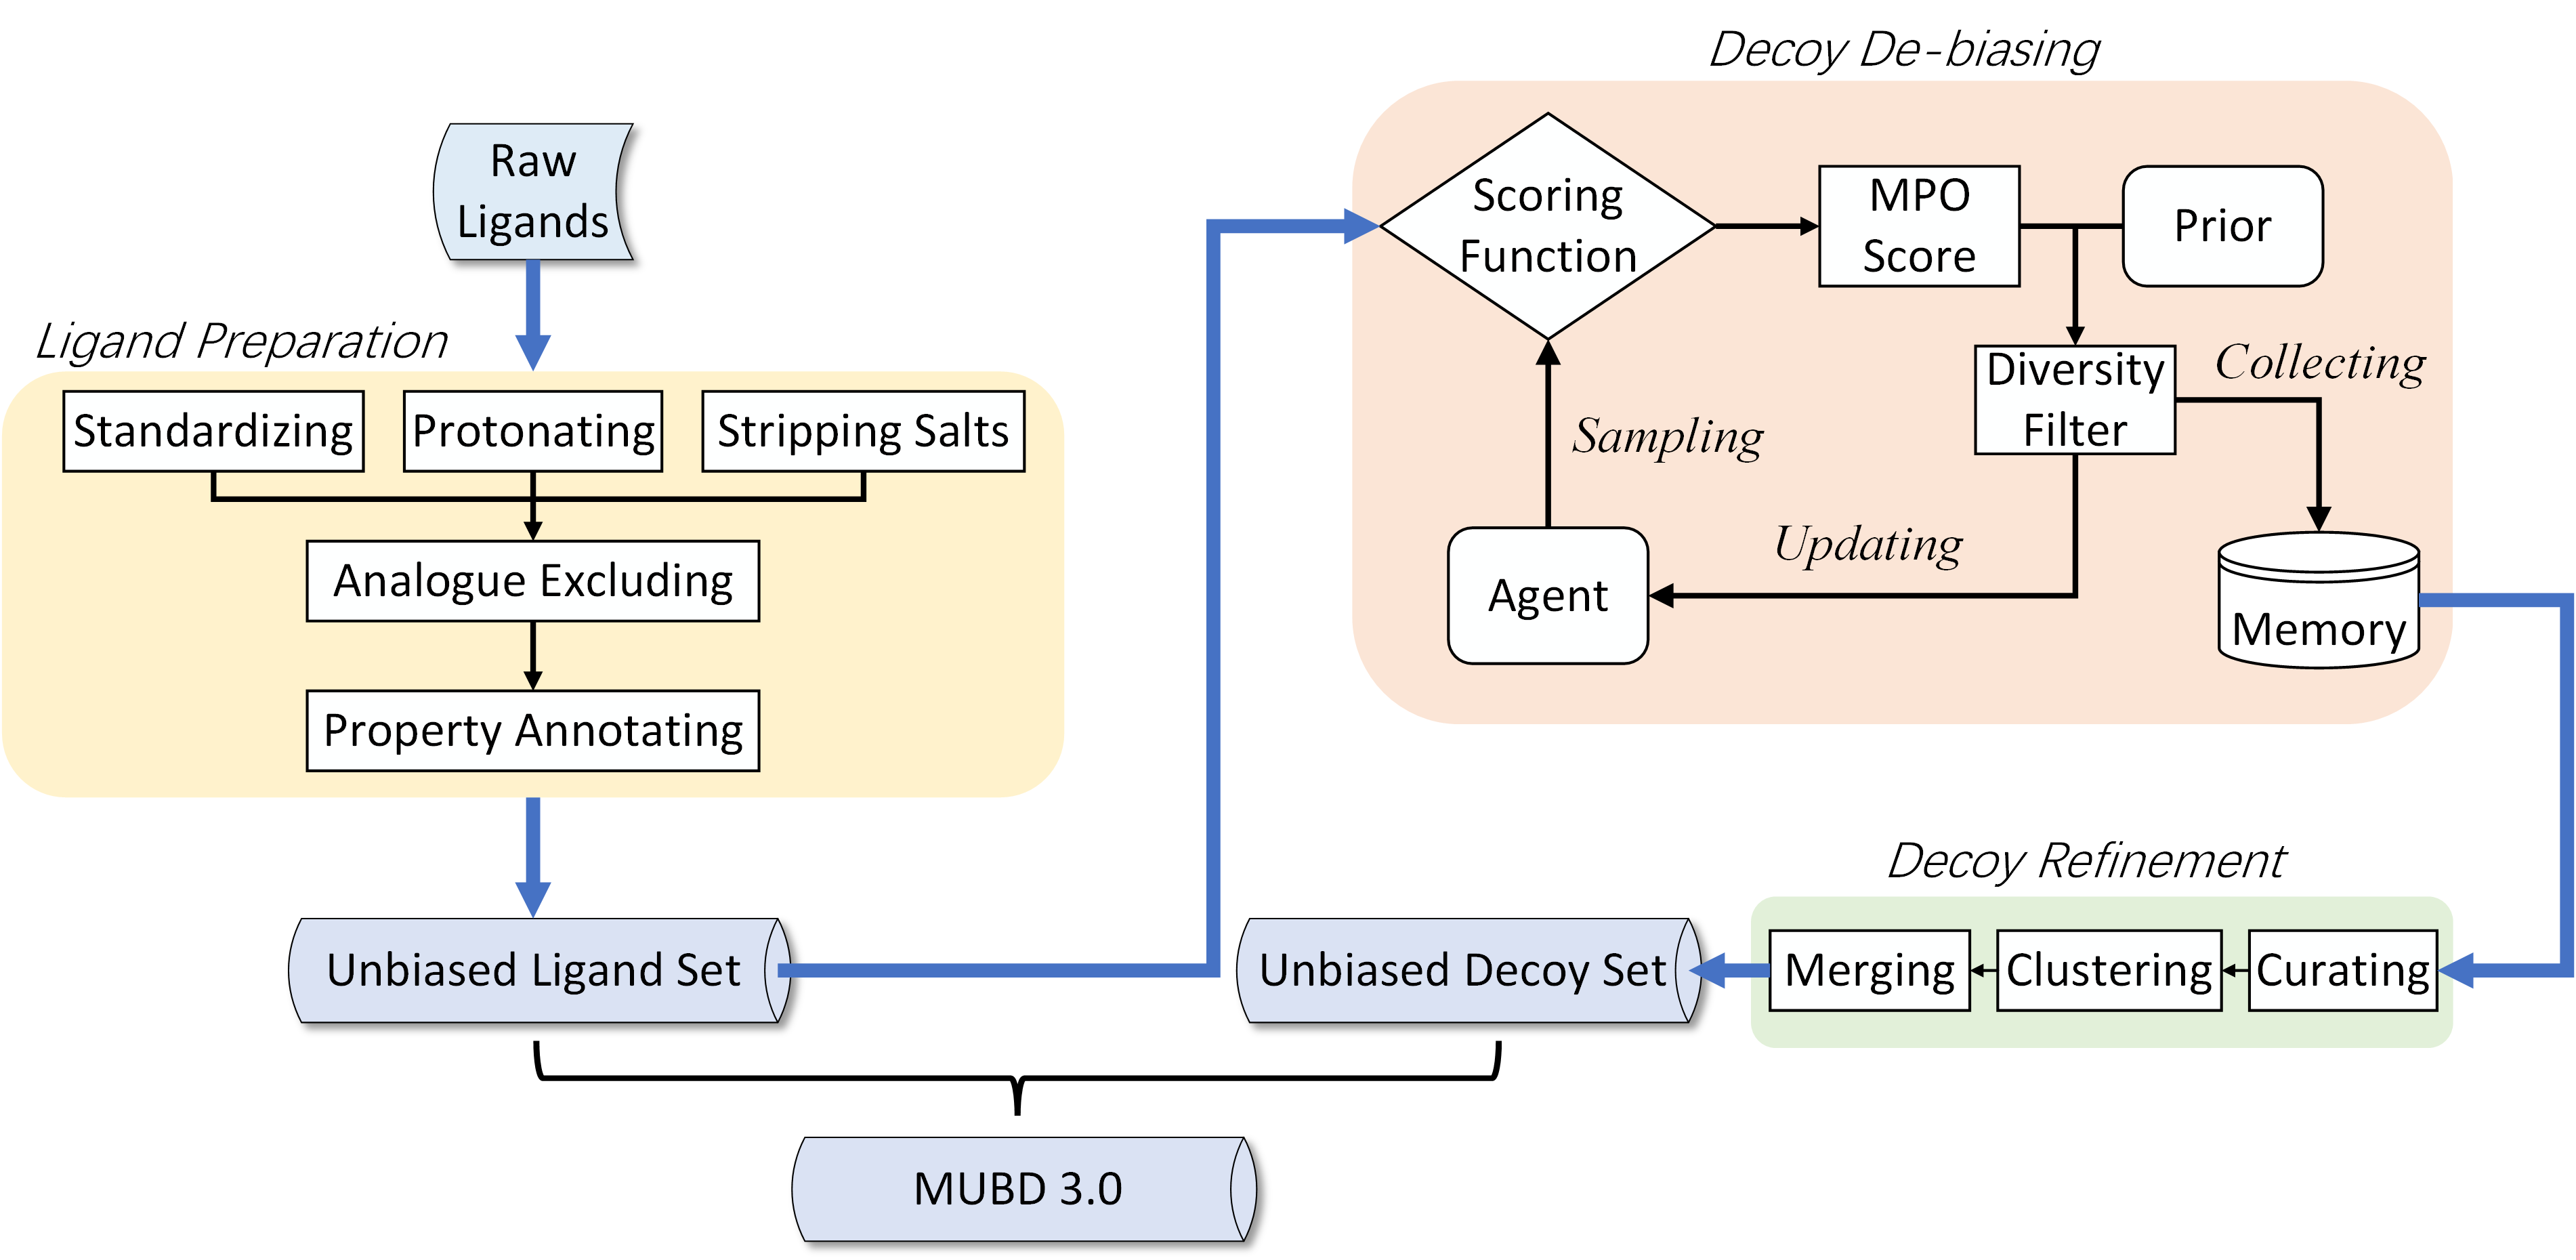 Raw
Ligands
Ligand Preparation
Standardizing
Protonating
Stripping Salts
Analogue Excluding
Property Annotating
Unbiased Ligand Set
Decoy De-biasing
Scoring
Function
MPO
Score
Prior
Diversity
Filter
Collecting
Sampling
Updating
Agent
Memory
Decoy Refinement
Curating
Clustering
Merging
Unbiased Decoy Set
MUBD 3.0